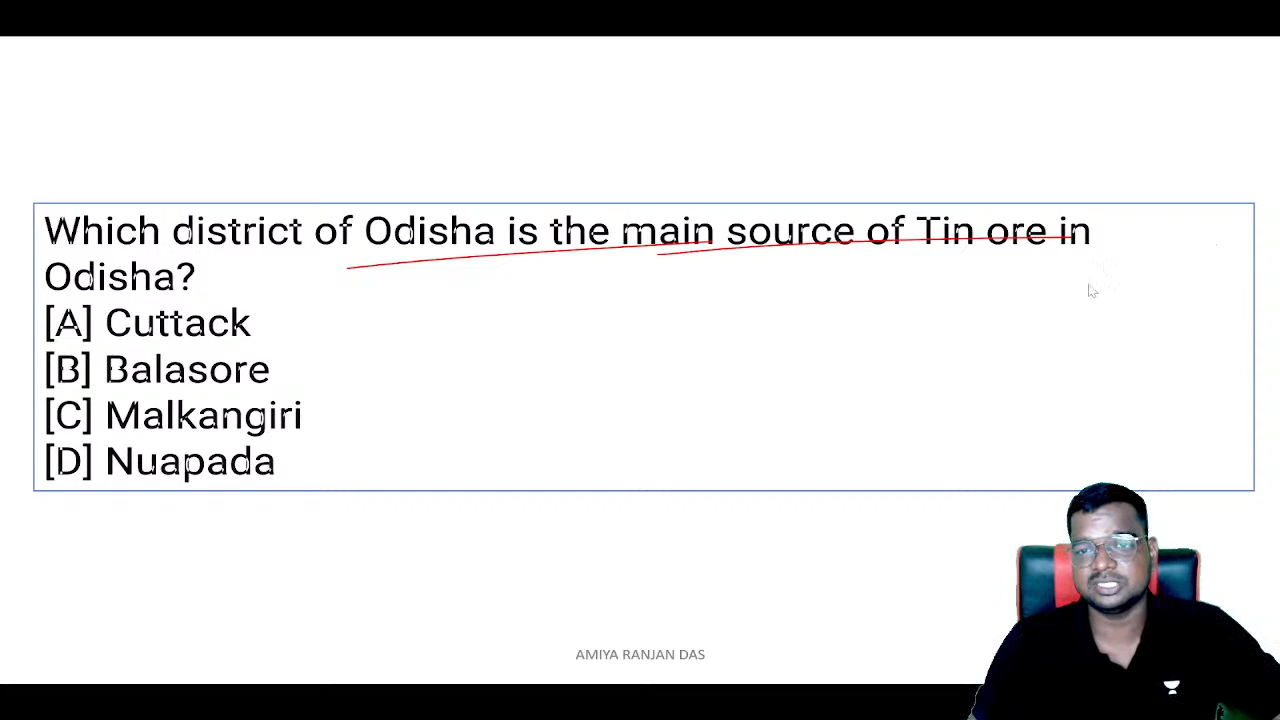 Which district of Odisha is the main source of Tin ore in
Odisha?
[A] Cuttack
[B] Balasore
[C] Malkangiri
[D] Nuapada
AMIYA RANJAN DAS